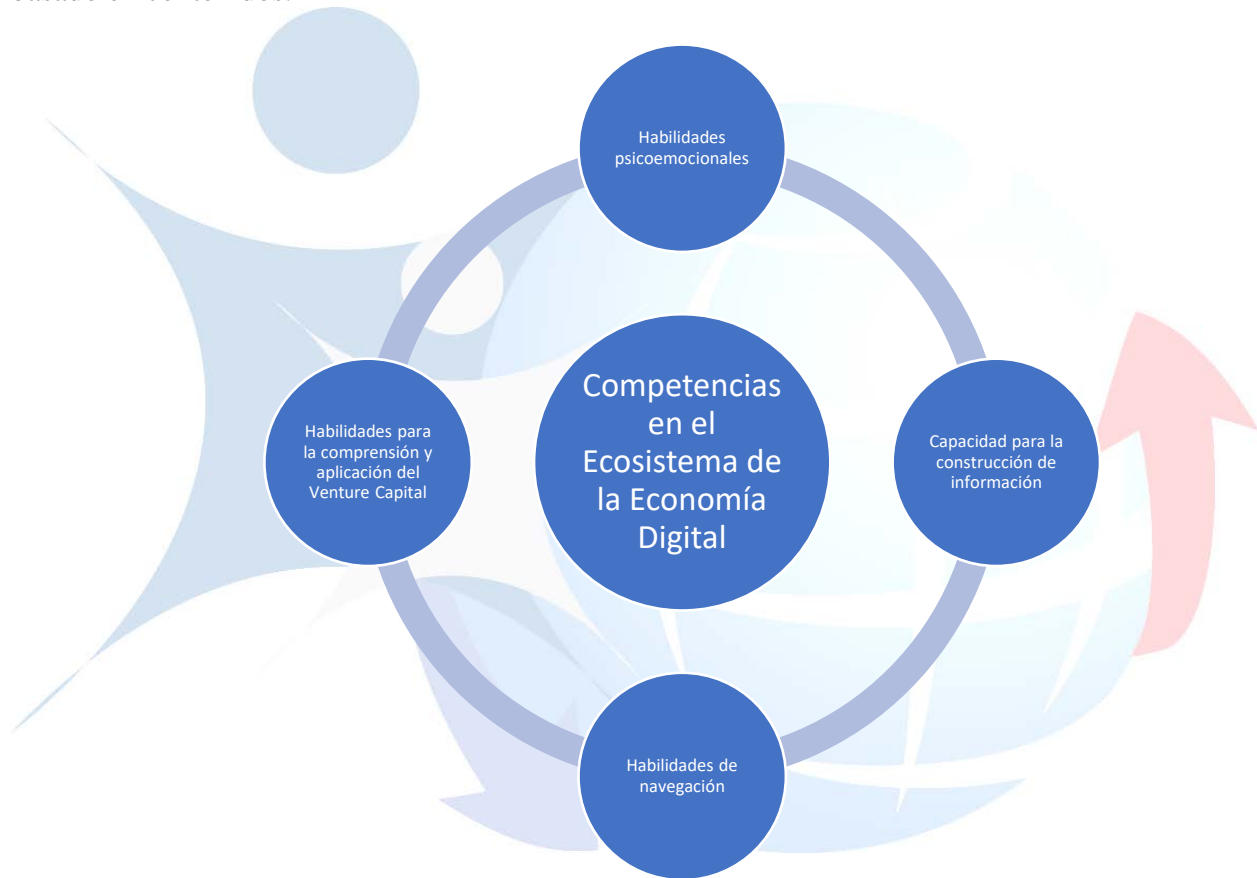 Habilidades
psicoemocionales
Competencias
en el
Ecosistema de
la Economía
Digital
Habilidades para
la comprensión y
aplicación del
Venture Capital
Capacidad para la
construcción de
información
Habilidades de
navegación